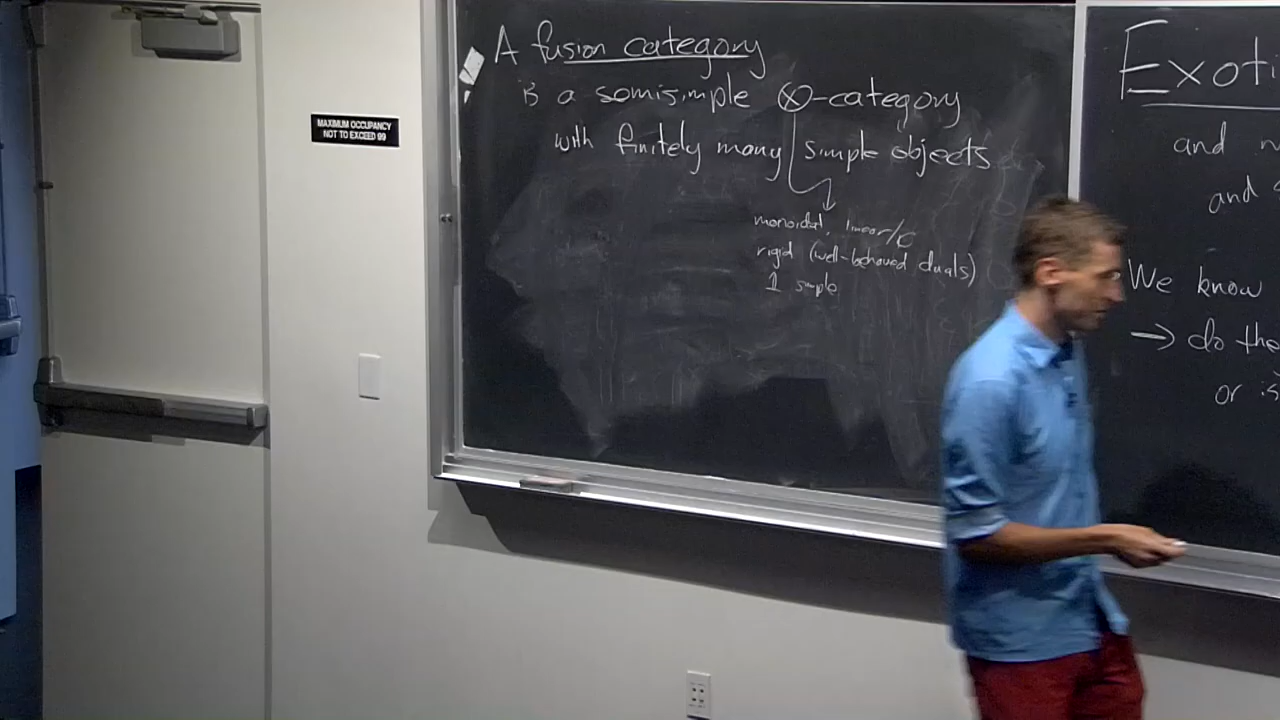 MAXIMUM OCCUPANCY
NOT TO EXCEED 99
A fusion category
is a semisimple ⊗-category
with finitely many simple objects
monoidal, linear/ℂ
rigid (well-behaved duals)
1 simple
Exoti
and n
and
We know
→ do the
or is